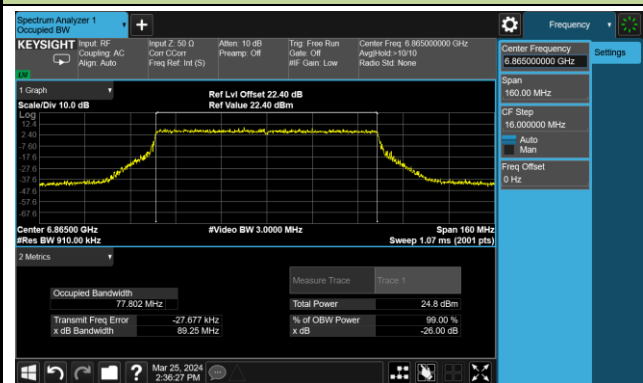 Spectrum Analyzer 1
Occupied BW
+
Frequency
KEYSIGHT
Input: RF
Coupling: AC
Align: Auto
Input Z: 50 Ω
Corr CCorr
Freq Ref: Int (S)
Atten: 10 dB
Preamp: Off
Trig: Free Run
Gate: Off
#IF Gain: Low
Center Freq: 6.865000000 GHz
Avg|Hold:>10/10
Radio Std: None
Center Frequency
6.865000000 GHz
Settings
Span
160.00 MHz
CF Step
16.000000 MHz
Auto
Man
Freq Offset
0 Hz
1 Graph
Scale/Div 10.0 dB
Ref Lvl Offset 22.40 dB
Ref Value 22.40 dBm
Log
12.4
2.40
-7.60
-17.6
-27.6
-37.6
-47.6
-57.6
-67.6
Center 6.86500 GHz
#Res BW 910.00 kHz
#Video BW 3.0000 MHz
Span 160 MHz
Sweep 1.07 ms (2001 pts)
2 Metrics
Measure Trace
Trace 1
Occupied Bandwidth
77.802 MHz
Total Power
24.8 dBm
Transmit Freq Error
-27.677 kHz
% of OBW Power
99.00 %
x dB Bandwidth
89.25 MHz
x dB
-26.00 dB
?
Mar 25, 2024
2:36:27 PM